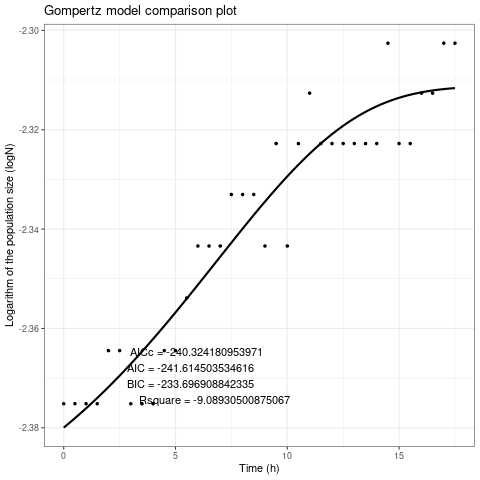 Gompertz model comparison plot
Logarithm of the population size (logN)
-2.30
-2.32
-2.34
-2.36
-2.38
AICc = -240.324180953971
AIC = -241.614503534616
BIC = -233.696908842335
Rsquare = -9.08930500875067
0 5 10 15
Time (h)